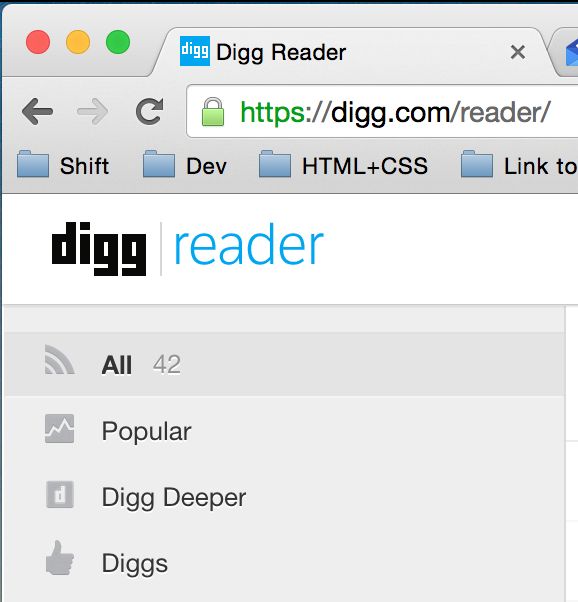 digg Digg Reader
https://digg.com/reader/
Shift Dev HTML+CSS Link to
digg reader
All 42
Popular
d Digg Deeper
Diggs